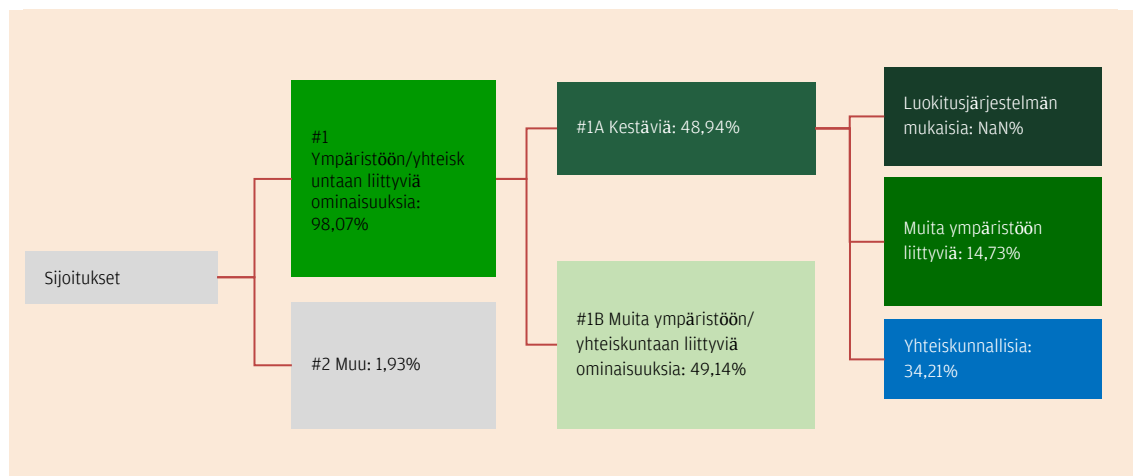 Sijoitukset
#1
Ympäristöön/yhteisk
untaan liittyviä
ominaisuuksia:
98,07%
#2 Muu: 1,93%
#1A Kestäviä: 48,94%
#1B Muita ympäristöön/
yhteiskuntaan liittyviä
ominaisuuksia: 49,14%
Luokitusjärjestelmän
mukaisia: NaN%
Muita ympäristöön
liittyviä: 14,73%
Yhteiskunnallisia:
34,21%